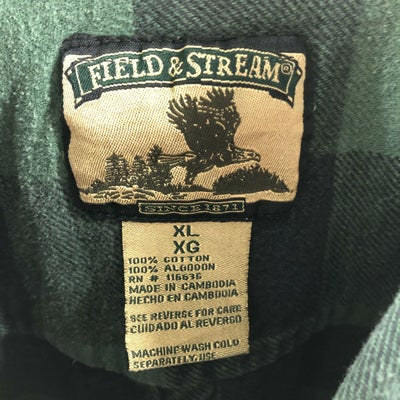 FIELD & STREAM®
SINCE 1871
XL
XG
100% COTTON
100% ALGODON
RN # 116636
MADE IN CAMBODIA
HECHO EN CAMBODIA
SEE REVERSE FOR CARE
CUIDADO AL REVERSO
MACHINE WASH COLD
SEPARATELY, USE